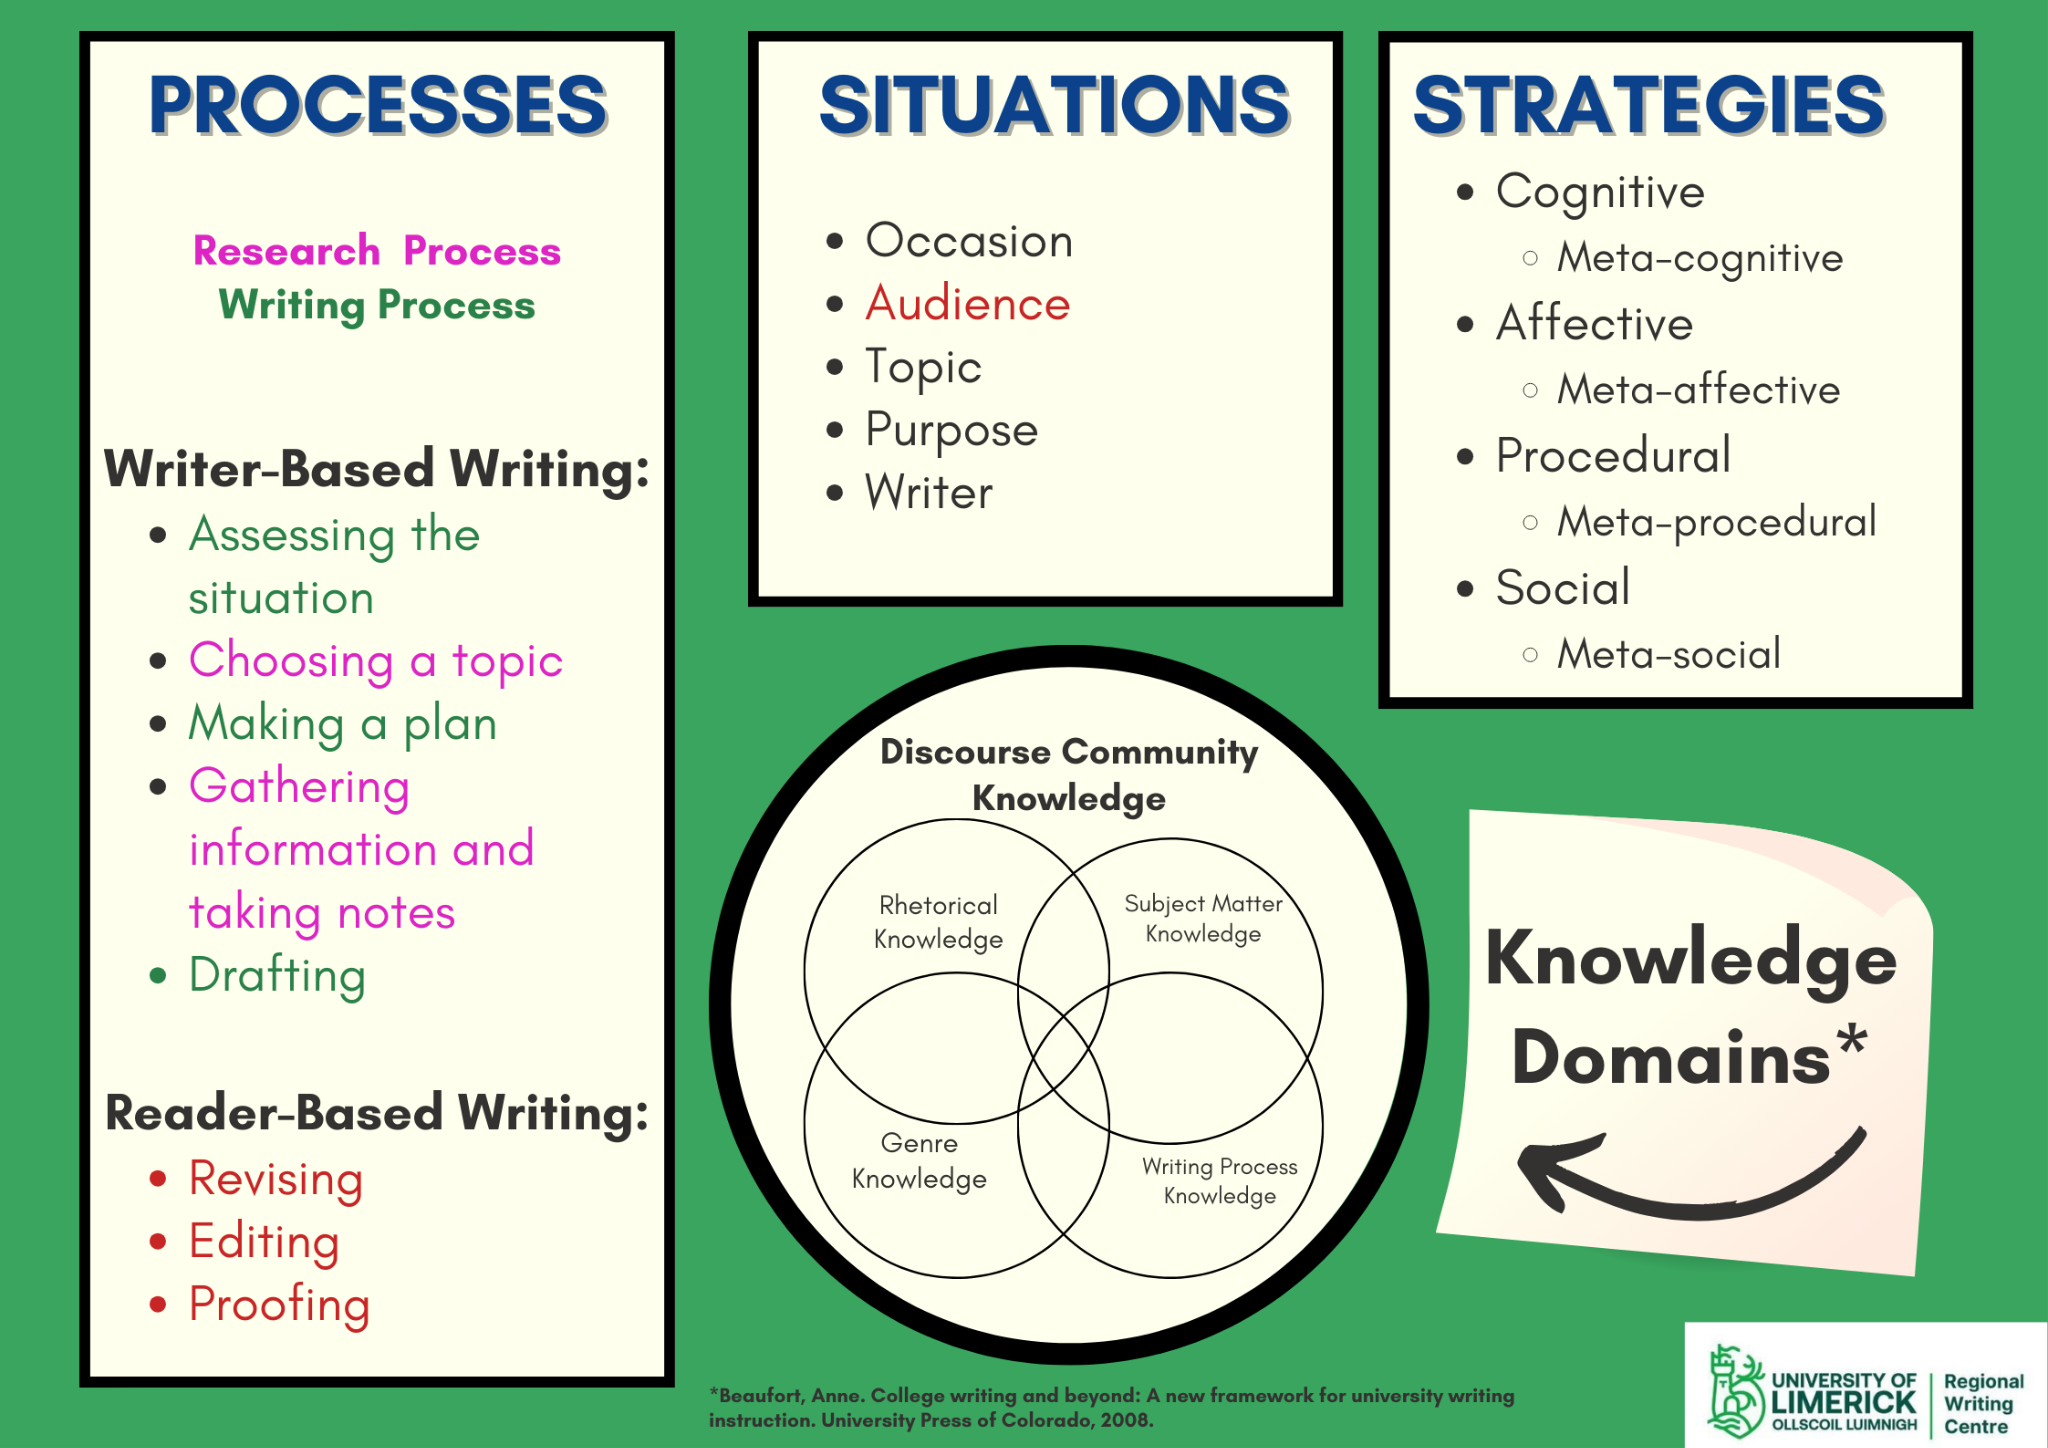 PROCESSES
Research Process
Writing Process
Writer-Based Writing:
• Assessing the
situation
• Choosing a topic
• Making a plan
• Gathering
information and
taking notes
• Drafting
Reader-Based Writing:
• Revising
• Editing
• Proofing
SITUATIONS
• Occasion
• Audience
• Topic
• Purpose
• Writer
STRATEGIES
• Cognitive
○ Meta-cognitive
• Affective
○ Meta-affective
• Procedural
○ Meta-procedural
• Social
○ Meta-social
Discourse Community
Knowledge
Rhetorical
Knowledge
Subject Matter
Knowledge
Genre
Knowledge
Writing Process
Knowledge
Knowledge
Domains*
*Beaufort, Anne. College writing and beyond: A new framework for university writing
instruction. University Press of Colorado, 2008.
UNIVERSITY OF
LIMERICK
OLLSCOIL LUIMNIGH
Regional
Writing
Centre